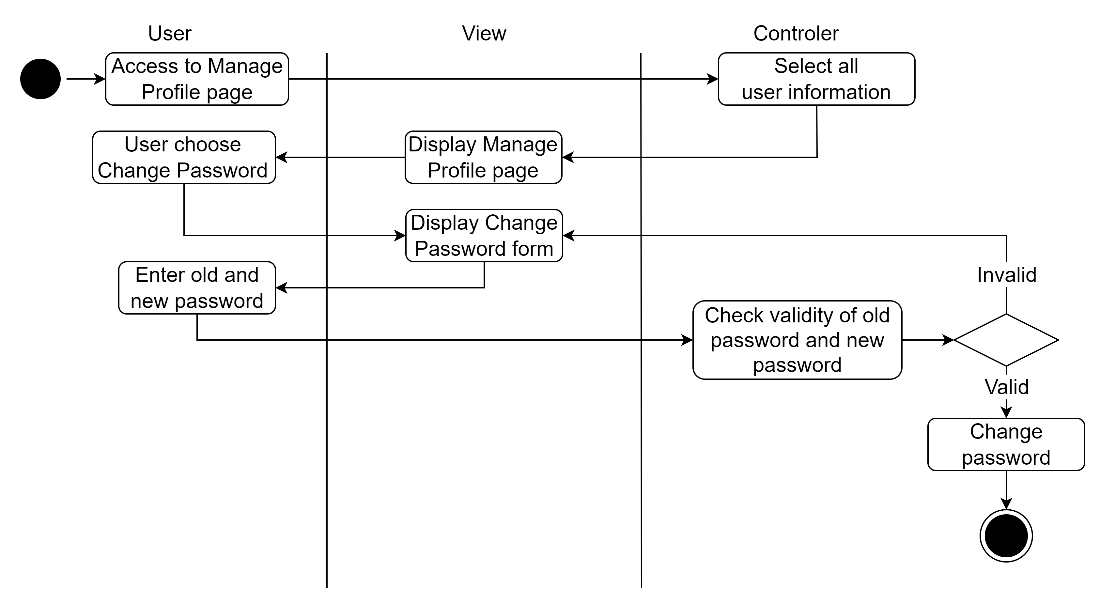 User
View
Controler
Access to Manage
Profile page
Select all
user information
User choose
Change Password
Display Manage
Profile page
Display Change
Password form
Enter old and
new password
Invalid
Check validity of old
password and new
password
Valid
Change
password